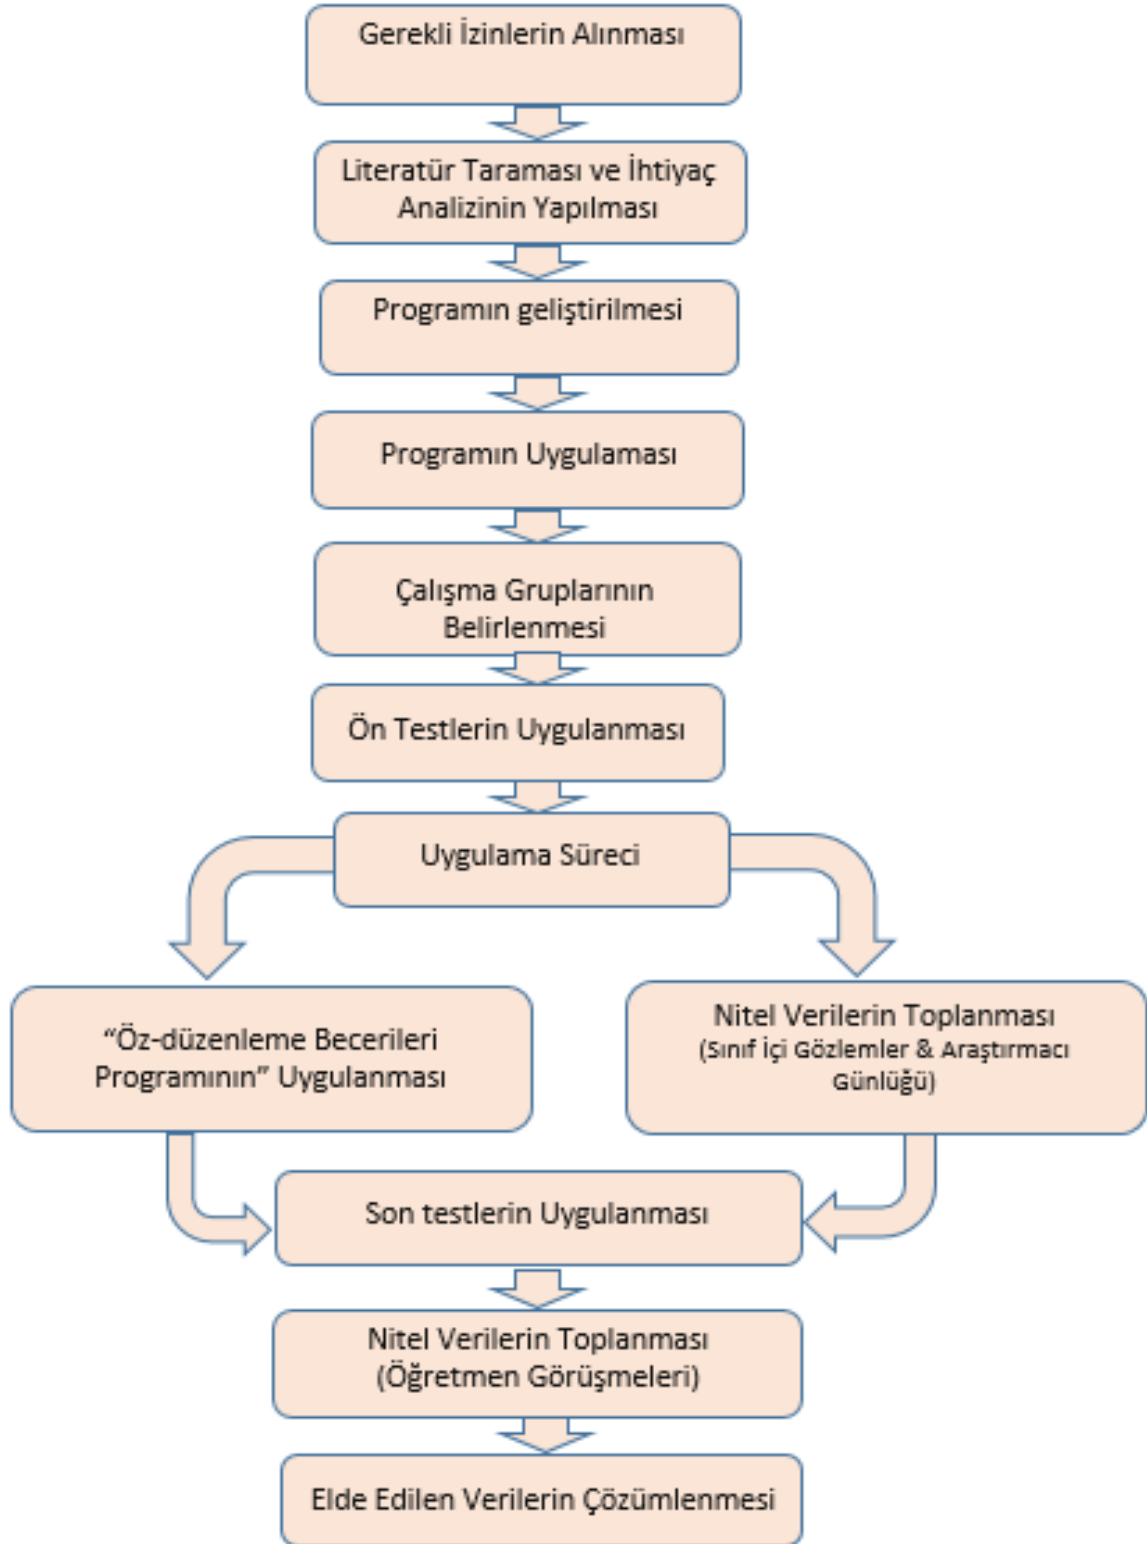 Gerekli İzinlerin Alınması
Literatür Taraması ve İhtiyaç
Analizinin Yapılması
Programın geliştirilmesi
Programın Uygulaması
Çalışma Gruplarının
Belirlenmesi
Ön Testlerin Uygulanması
Uygulama Süreci
“Öz-düzenleme Becerileri
Programının” Uygulanması
Nitel Verilerin Toplanması
(Sınıf İçi Gözlemler & Araştırmacı
Günlüğü)
Son testlerin Uygulanması
Nitel Verilerin Toplanması
(Öğretmen Görüşmeleri)
Elde Edilen Verilerin Çözümlenmesi